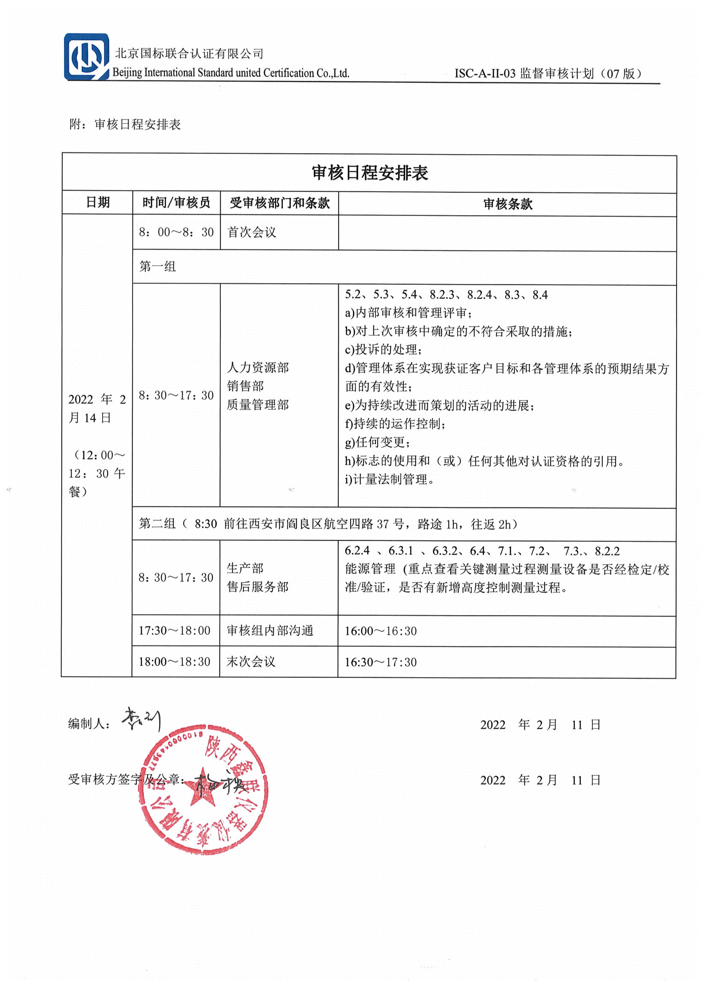 北京国标联合认证有限公司
Beijing International Standard united Certification Co.,Ltd.
ISC-A-II-03 监督审核计划（07 版）
附：审核日程安排表
审核日程安排表
日期
时间/审核员
受审核部门和条款
审核条款
2022 年 2
月 14 日
（12：00～
12：30 午
餐）
8：00～8：30
首次会议
第一组
8：30～17：30
人力资源部
销售部
质量管理部
5.2、5.3、5.4、8.2.3、8.2.4、8.3、8.4
a)内部审核和管理评审；
b)对上次审核中确定的不符合采取的措施；
c)投诉的处理；
d)管理体系在实现获证客户目标和各管理体系的预期结果方
面的有效性；
e)为持续改进而策划的活动的进展；
f)持续的运作控制；
g)任何变更；
h)标志的使用和（或）任何其他对认证资格的引用。
i)计量法制管理。
第二组（ 8:30 前往西安市阎良区航空四路 37 号，路途 1h，往返 2h）
8：30～17：30
生产部
售后服务部
6.2.4 、6.3.1 、6.3.2、6.4、7.1.、7.2、 7.3.、8.2.2
能源管理 (重点查看关键测量过程测量设备是否经检定/校
准/验证，是否有新增高度控制测量过程。
17:30～18:00
审核组内部沟通
16:00～16:30
18:00～18:30
末次会议
16:30～17:30
编制人：
2022 年 2 月 11 日
受审核方签字及公章：
2022 年 2 月 11 日
陕西鑫联仪器仪表有限公司